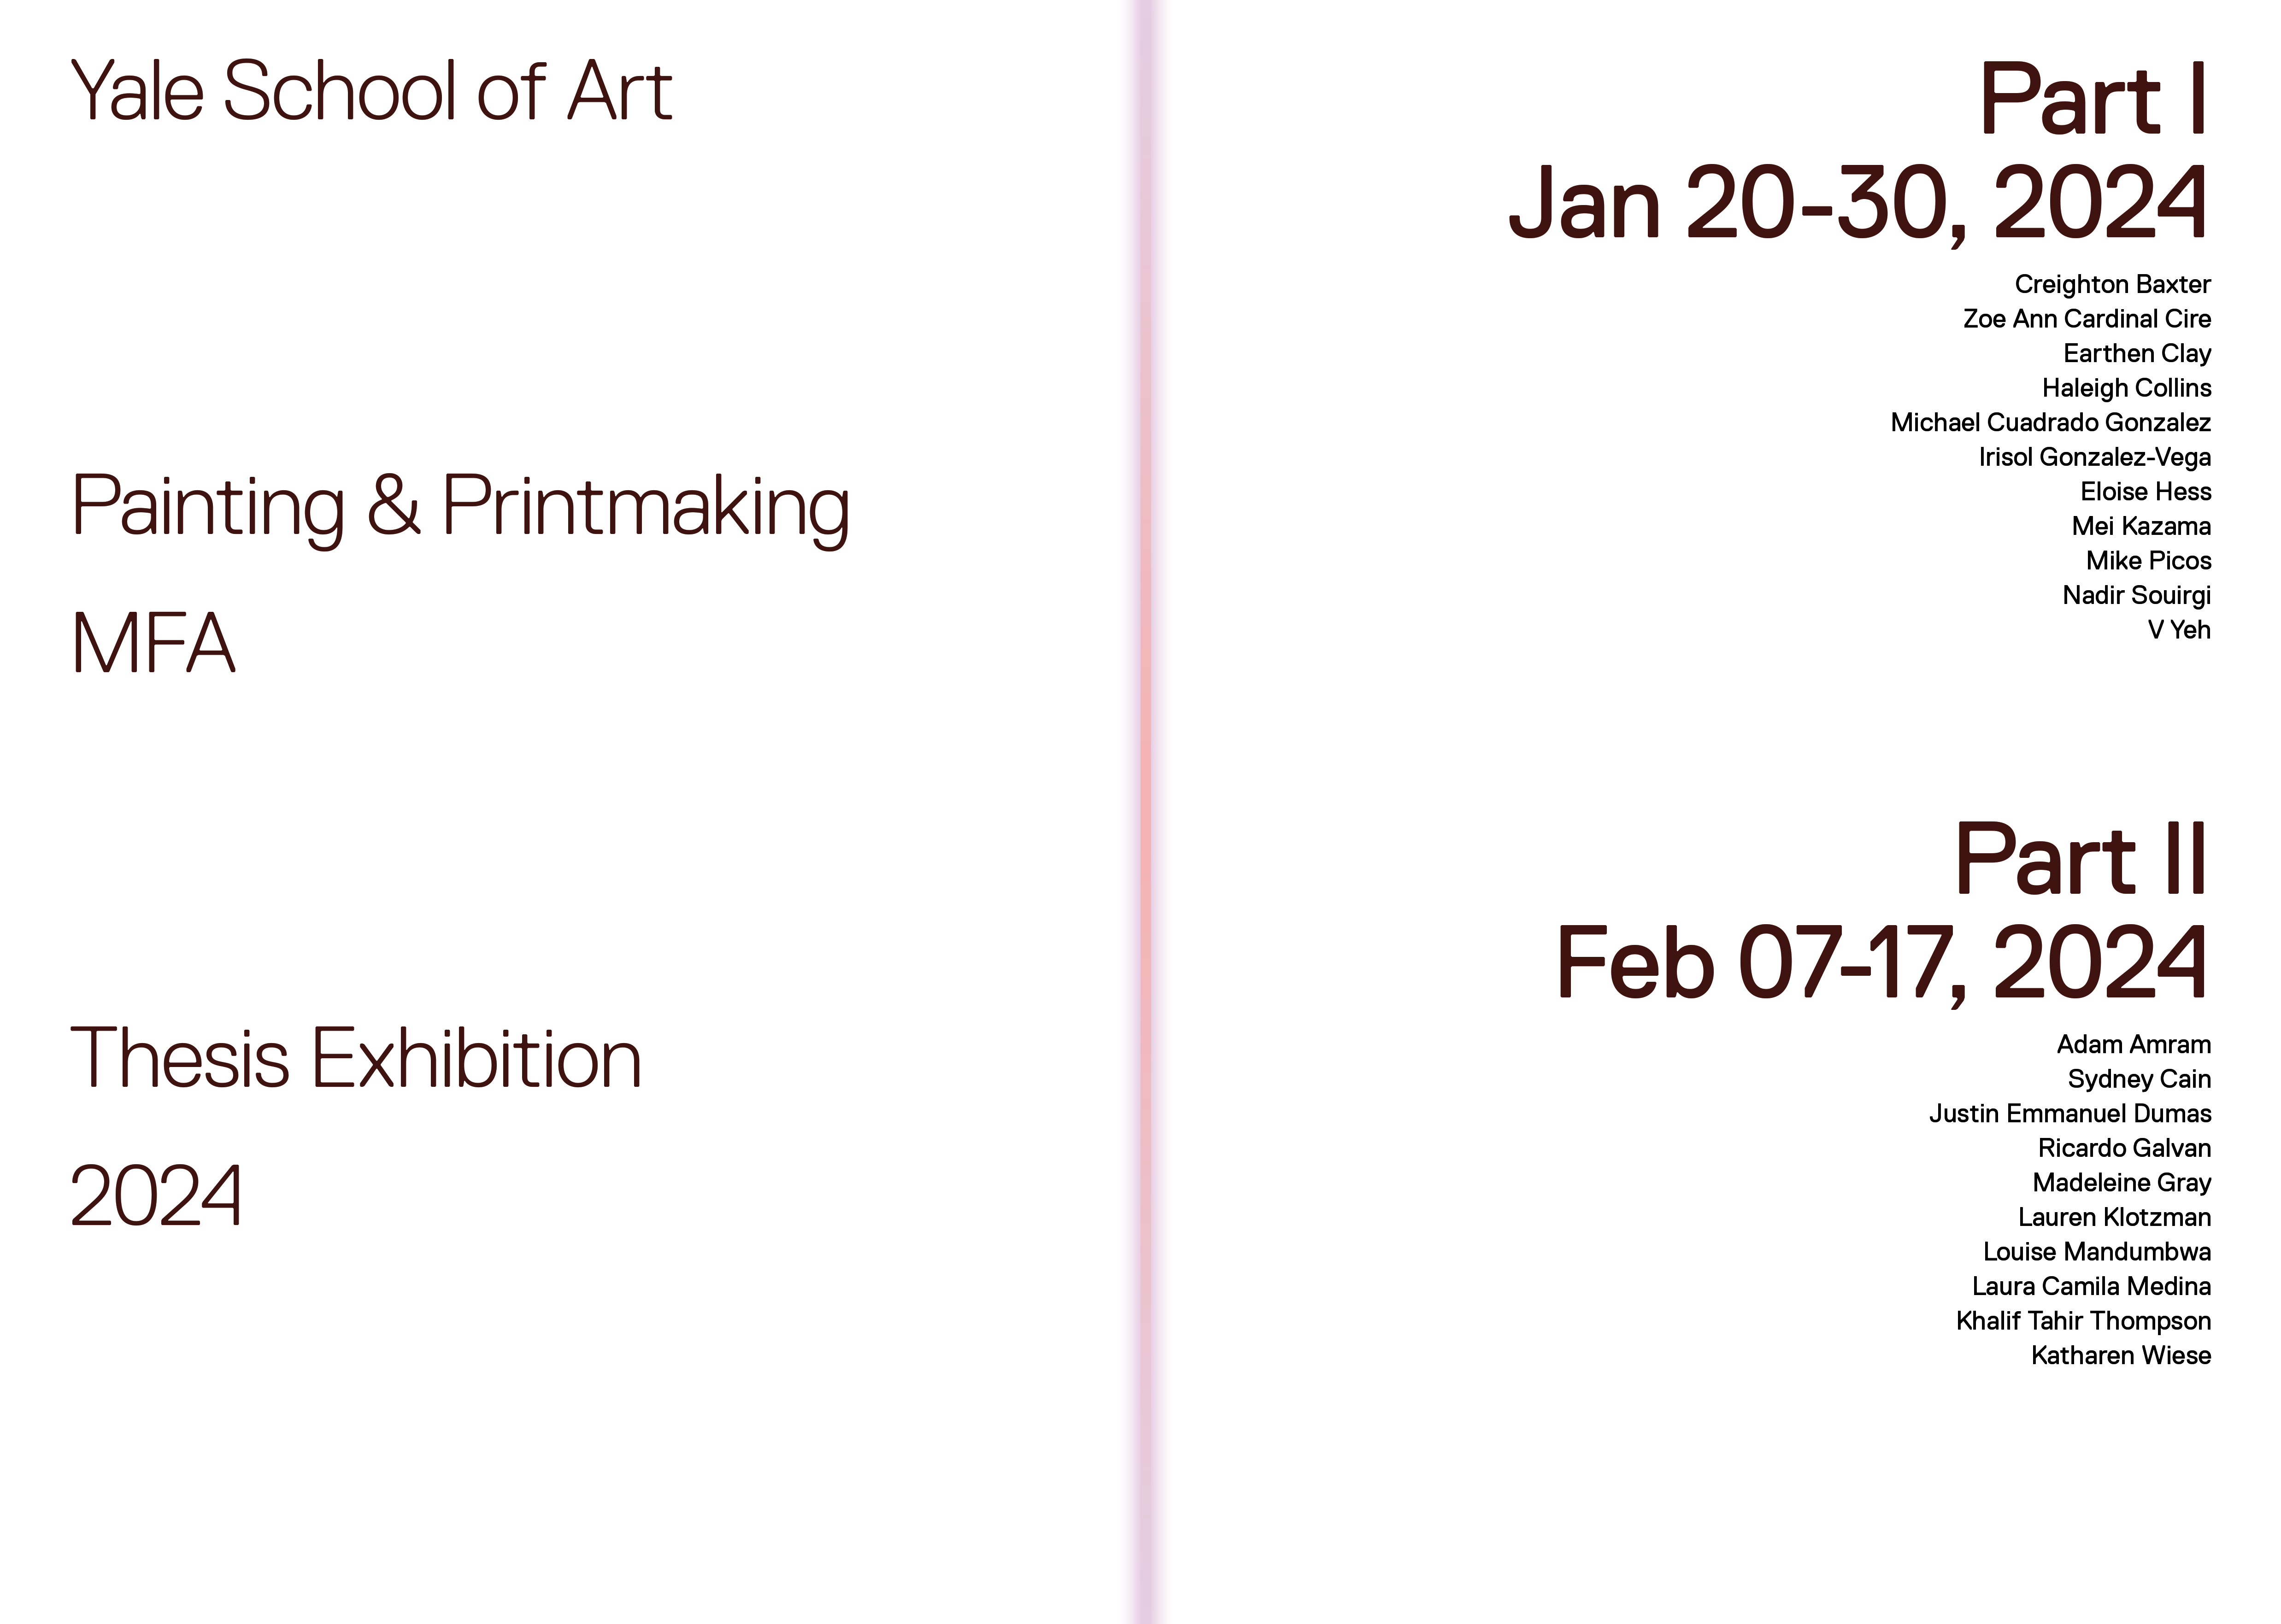 Yale School of Art
Painting & Printmaking
MFA
Thesis Exhibition
2024
Part I
Jan 20-30, 2024
Creighton Baxter
Zoe Ann Cardinal Cire
Earthen Clay
Haleigh Collins
Michael Cuadrado Gonzalez
Irisol Gonzalez-Vega
Eloise Hess
Mei Kazama
Mike Picos
Nadir Souirgi
V Yeh
Part II
Feb 07-17, 2024
Adam Amram
Sydney Cain
Justin Emmanuel Dumas
Ricardo Galvan
Madeleine Gray
Lauren Klotzman
Louise Mandumbwa
Laura Camila Medina
Khalif Tahir Thompson
Katharen Wiese